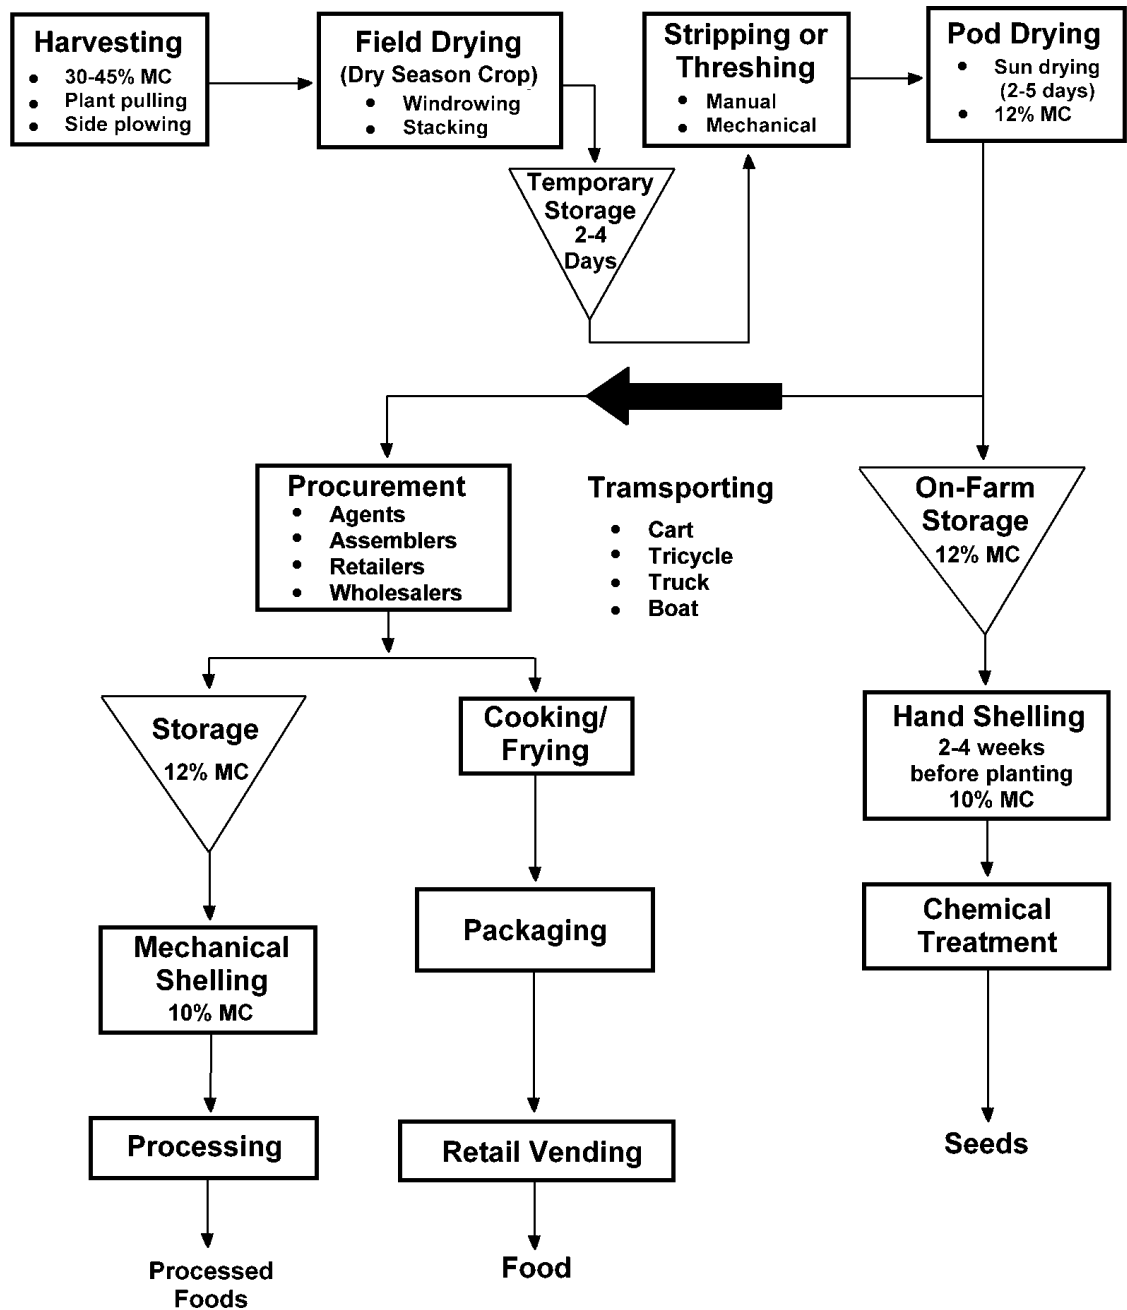 Harvesting
• 30-45% MC
• Plant pulling
• Side plowing
Field Drying
(Dry Season Crop)
• Windrowing
• Stacking
Temporary
Storage
2-4
Days
Stripping or
Threshing
• Manual
• Mechanical
Pod Drying
• Sun drying
(2-5 days)
• 12% MC
Procurement
• Agents
• Assemblers
• Retailers
• Wholesalers
Tramsporting
• Cart
• Tricycle
• Truck
• Boat
On-Farm
Storage
12% MC
Storage
12% MC
Cooking/
Frying
Hand Shelling
2-4 weeks
before planting
10% MC
Mechanical
Shelling
10% MC
Packaging
Chemical
Treatment
Processing
Retail Vending
Seeds
Processed
Foods
Food